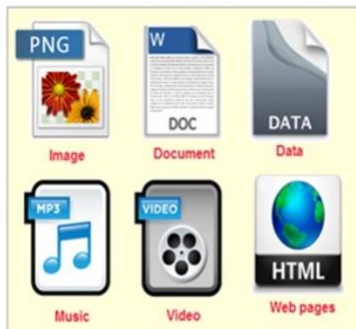 PNG
Image
W
DOC
Document
DATA
Data
MP3
Music
VIDEO
Video
HTML
Web pages